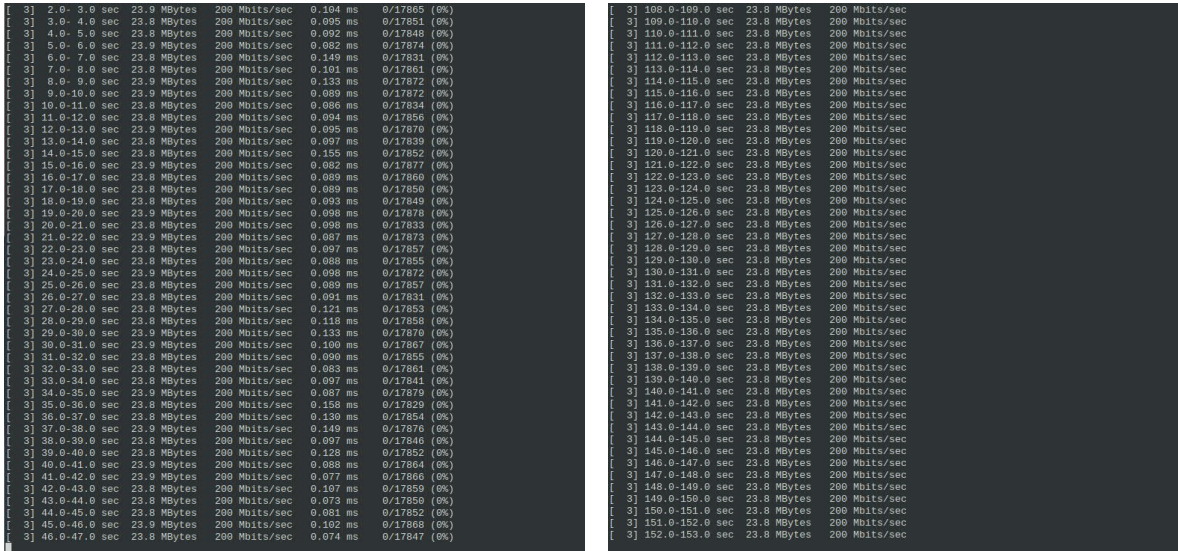 [  3]  2.0- 3.0 sec  23.9 MBytes   200 Mbits/sec   0.104 ms    0/17865 (0%)
[  3]  3.0- 4.0 sec  23.8 MBytes   200 Mbits/sec   0.095 ms    0/17851 (0%)
[  3]  4.0- 5.0 sec  23.8 MBytes   200 Mbits/sec   0.092 ms    0/17848 (0%)
[  3]  5.0- 6.0 sec  23.9 MBytes   200 Mbits/sec   0.082 ms    0/17874 (0%)
[  3]  6.0- 7.0 sec  23.8 MBytes   200 Mbits/sec   0.149 ms    0/17831 (0%)
[  3]  7.0- 8.0 sec  23.8 MBytes   200 Mbits/sec   0.101 ms    0/17861 (0%)
[  3]  8.0- 9.0 sec  23.9 MBytes   200 Mbits/sec   0.133 ms    0/17872 (0%)
[  3]  9.0-10.0 sec  23.9 MBytes   200 Mbits/sec   0.089 ms    0/17872 (0%)
[  3] 10.0-11.0 sec  23.8 MBytes   200 Mbits/sec   0.086 ms    0/17834 (0%)
[  3] 11.0-12.0 sec  23.8 MBytes   200 Mbits/sec   0.094 ms    0/17856 (0%)
[  3] 12.0-13.0 sec  23.9 MBytes   200 Mbits/sec   0.095 ms    0/17870 (0%)
[  3] 13.0-14.0 sec  23.8 MBytes   200 Mbits/sec   0.097 ms    0/17839 (0%)
[  3] 14.0-15.0 sec  23.8 MBytes   200 Mbits/sec   0.155 ms    0/17852 (0%)
[  3] 15.0-16.0 sec  23.9 MBytes   200 Mbits/sec   0.082 ms    0/17877 (0%)
[  3] 16.0-17.0 sec  23.8 MBytes   200 Mbits/sec   0.089 ms    0/17860 (0%)
[  3] 17.0-18.0 sec  23.8 MBytes   200 Mbits/sec   0.089 ms    0/17850 (0%)
[  3] 18.0-19.0 sec  23.8 MBytes   200 Mbits/sec   0.093 ms    0/17849 (0%)
[  3] 19.0-20.0 sec  23.9 MBytes   200 Mbits/sec   0.098 ms    0/17878 (0%)
[  3] 20.0-21.0 sec  23.8 MBytes   200 Mbits/sec   0.098 ms    0/17833 (0%)
[  3] 21.0-22.0 sec  23.9 MBytes   200 Mbits/sec   0.087 ms    0/17873 (0%)
[  3] 22.0-23.0 sec  23.8 MBytes   200 Mbits/sec   0.097 ms    0/17857 (0%)
[  3] 23.0-24.0 sec  23.8 MBytes   200 Mbits/sec   0.088 ms    0/17855 (0%)
[  3] 24.0-25.0 sec  23.9 MBytes   200 Mbits/sec   0.098 ms    0/17872 (0%)
[  3] 25.0-26.0 sec  23.8 MBytes   200 Mbits/sec   0.089 ms    0/17857 (0%)
[  3] 26.0-27.0 sec  23.8 MBytes   200 Mbits/sec   0.091 ms    0/17831 (0%)
[  3] 27.0-28.0 sec  23.8 MBytes   200 Mbits/sec   0.121 ms    0/17853 (0%)
[  3] 28.0-29.0 sec  23.8 MBytes   200 Mbits/sec   0.118 ms    0/17858 (0%)
[  3] 29.0-30.0 sec  23.9 MBytes   200 Mbits/sec   0.133 ms    0/17870 (0%)
[  3] 30.0-31.0 sec  23.9 MBytes   200 Mbits/sec   0.100 ms    0/17867 (0%)
[  3] 31.0-32.0 sec  23.8 MBytes   200 Mbits/sec   0.090 ms    0/17855 (0%)
[  3] 32.0-33.0 sec  23.8 MBytes   200 Mbits/sec   0.083 ms    0/17861 (0%)
[  3] 33.0-34.0 sec  23.8 MBytes   200 Mbits/sec   0.097 ms    0/17841 (0%)
[  3] 34.0-35.0 sec  23.9 MBytes   200 Mbits/sec   0.087 ms    0/17879 (0%)
[  3] 35.0-36.0 sec  23.8 MBytes   200 Mbits/sec   0.158 ms    0/17829 (0%)
[  3] 36.0-37.0 sec  23.8 MBytes   200 Mbits/sec   0.130 ms    0/17854 (0%)
[  3] 37.0-38.0 sec  23.9 MBytes   200 Mbits/sec   0.149 ms    0/17876 (0%)
[  3] 38.0-39.0 sec  23.8 MBytes   200 Mbits/sec   0.097 ms    0/17846 (0%)
[  3] 39.0-40.0 sec  23.8 MBytes   200 Mbits/sec   0.128 ms    0/17852 (0%)
[  3] 40.0-41.0 sec  23.9 MBytes   200 Mbits/sec   0.088 ms    0/17864 (0%)
[  3] 41.0-42.0 sec  23.9 MBytes   200 Mbits/sec   0.077 ms    0/17866 (0%)
[  3] 42.0-43.0 sec  23.8 MBytes   200 Mbits/sec   0.107 ms    0/17859 (0%)
[  3] 43.0-44.0 sec  23.8 MBytes   200 Mbits/sec   0.073 ms    0/17850 (0%)
[  3] 44.0-45.0 sec  23.8 MBytes   200 Mbits/sec   0.081 ms    0/17852 (0%)
[  3] 45.0-46.0 sec  23.9 MBytes   200 Mbits/sec   0.102 ms    0/17868 (0%)
[  3] 46.0-47.0 sec  23.8 MBytes   200 Mbits/sec   0.074 ms    0/17847 (0%)
[  3] 108.0-109.0 sec  23.8 MBytes   200 Mbits/sec
[  3] 109.0-110.0 sec  23.8 MBytes   200 Mbits/sec
[  3] 110.0-111.0 sec  23.8 MBytes   200 Mbits/sec
[  3] 111.0-112.0 sec  23.8 MBytes   200 Mbits/sec
[  3] 112.0-113.0 sec  23.8 MBytes   200 Mbits/sec
[  3] 113.0-114.0 sec  23.8 MBytes   200 Mbits/sec
[  3] 114.0-115.0 sec  23.8 MBytes   200 Mbits/sec
[  3] 115.0-116.0 sec  23.8 MBytes   200 Mbits/sec
[  3] 116.0-117.0 sec  23.8 MBytes   200 Mbits/sec
[  3] 117.0-118.0 sec  23.8 MBytes   200 Mbits/sec
[  3] 118.0-119.0 sec  23.8 MBytes   200 Mbits/sec
[  3] 119.0-120.0 sec  23.8 MBytes   200 Mbits/sec
[  3] 120.0-121.0 sec  23.8 MBytes   200 Mbits/sec
[  3] 121.0-122.0 sec  23.8 MBytes   200 Mbits/sec
[  3] 122.0-123.0 sec  23.8 MBytes   200 Mbits/sec
[  3] 123.0-124.0 sec  23.8 MBytes   200 Mbits/sec
[  3] 124.0-125.0 sec  23.8 MBytes   200 Mbits/sec
[  3] 125.0-126.0 sec  23.8 MBytes   200 Mbits/sec
[  3] 126.0-127.0 sec  23.8 MBytes   200 Mbits/sec
[  3] 127.0-128.0 sec  23.8 MBytes   200 Mbits/sec
[  3] 128.0-129.0 sec  23.8 MBytes   200 Mbits/sec
[  3] 129.0-130.0 sec  23.8 MBytes   200 Mbits/sec
[  3] 130.0-131.0 sec  23.8 MBytes   200 Mbits/sec
[  3] 131.0-132.0 sec  23.8 MBytes   200 Mbits/sec
[  3] 132.0-133.0 sec  23.8 MBytes   200 Mbits/sec
[  3] 133.0-134.0 sec  23.8 MBytes   200 Mbits/sec
[  3] 134.0-135.0 sec  23.8 MBytes   200 Mbits/sec
[  3] 135.0-136.0 sec  23.8 MBytes   200 Mbits/sec
[  3] 136.0-137.0 sec  23.8 MBytes   200 Mbits/sec
[  3] 137.0-138.0 sec  23.8 MBytes   200 Mbits/sec
[  3] 138.0-139.0 sec  23.8 MBytes   200 Mbits/sec
[  3] 139.0-140.0 sec  23.8 MBytes   200 Mbits/sec
[  3] 140.0-141.0 sec  23.8 MBytes   200 Mbits/sec
[  3] 141.0-142.0 sec  23.8 MBytes   200 Mbits/sec
[  3] 142.0-143.0 sec  23.8 MBytes   200 Mbits/sec
[  3] 143.0-144.0 sec  23.8 MBytes   200 Mbits/sec
[  3] 144.0-145.0 sec  23.8 MBytes   200 Mbits/sec
[  3] 145.0-146.0 sec  23.8 MBytes   200 Mbits/sec
[  3] 146.0-147.0 sec  23.8 MBytes   200 Mbits/sec
[  3] 147.0-148.0 sec  23.8 MBytes   200 Mbits/sec
[  3] 148.0-149.0 sec  23.8 MBytes   200 Mbits/sec
[  3] 149.0-150.0 sec  23.8 MBytes   200 Mbits/sec
[  3] 150.0-151.0 sec  23.8 MBytes   200 Mbits/sec
[  3] 151.0-152.0 sec  23.8 MBytes   200 Mbits/sec
[  3] 152.0-153.0 sec  23.8 MBytes   200 Mbits/sec